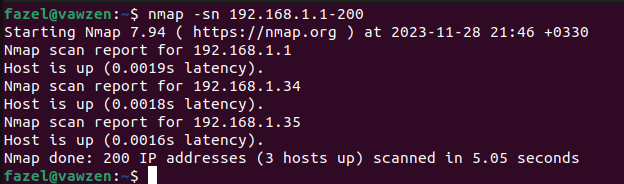 fazel@vawzen:~$ nmap -sn 192.168.1.1-200
Starting Nmap 7.94 ( https://nmap.org ) at 2023-11-28 21:46 +0330
Nmap scan report for 192.168.1.1
Host is up (0.0019s latency).
Nmap scan report for 192.168.1.34
Host is up (0.0018s latency).
Nmap scan report for 192.168.1.35
Host is up (0.0016s latency).
Nmap done: 200 IP addresses (3 hosts up) scanned in 5.05 seconds
fazel@vawzen:~$